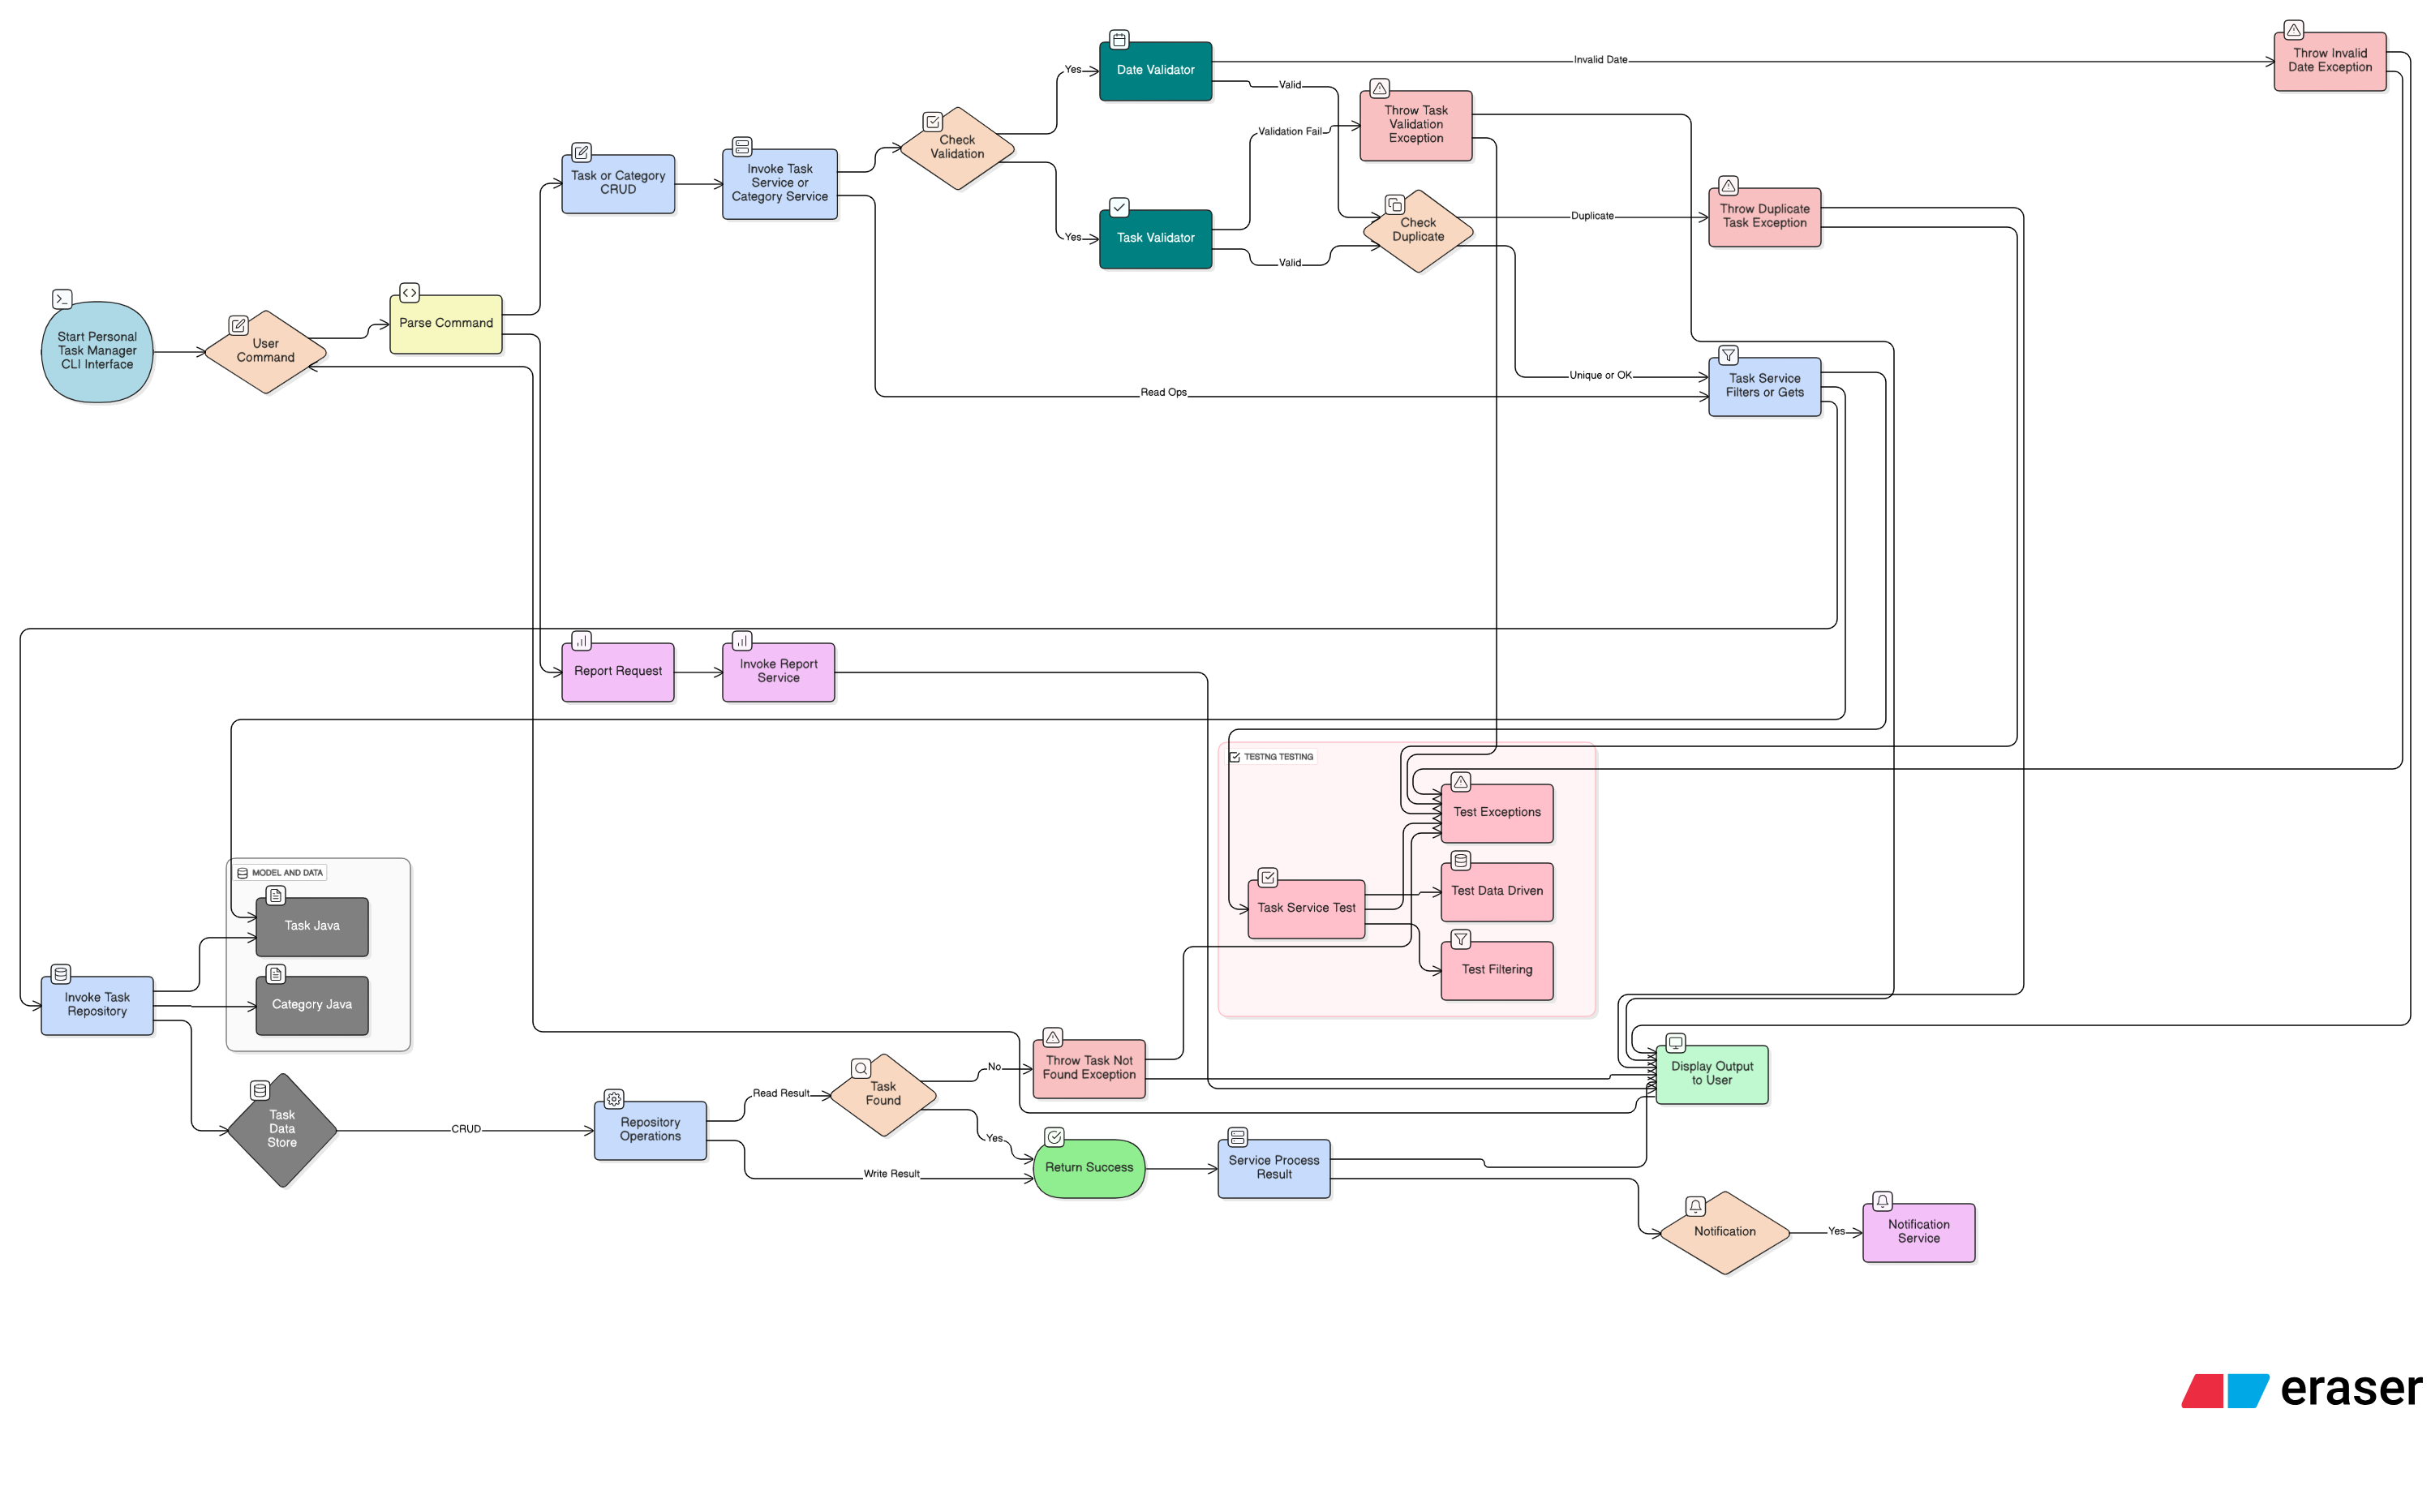 Throw Invalid
Date Exception
Date Validator
Invalid Date
Yes
Valid
Throw Task
Validation
Exception
Validation Fail
Check
Validation
Task or Category
CRUD
Invoke Task
Service or
Category Service
Yes
Task Validator
Valid
Check
Duplicate
Duplicate
Throw Duplicate
Task Exception
Start Personal
Task Manager
CLI Interface
User
Command
Parse Command
Unique or OK
Read Ops
Task Service
Filters or Gets
Report Request
Invoke Report
Service
TESTNG TESTING
Test Exceptions
Test Data Driven
Task Service Test
Test Filtering
MODEL AND DATA
Task Java
Category Java
Invoke Task
Repository
Task
Data
Store
CRUD
Repository
Operations
Read Result
Write Result
Task
Found
No
Yes
Throw Task Not
Found Exception
Return Success
Service Process
Result
Display Output
to User
Notification
Yes
Notification
Service
eraser